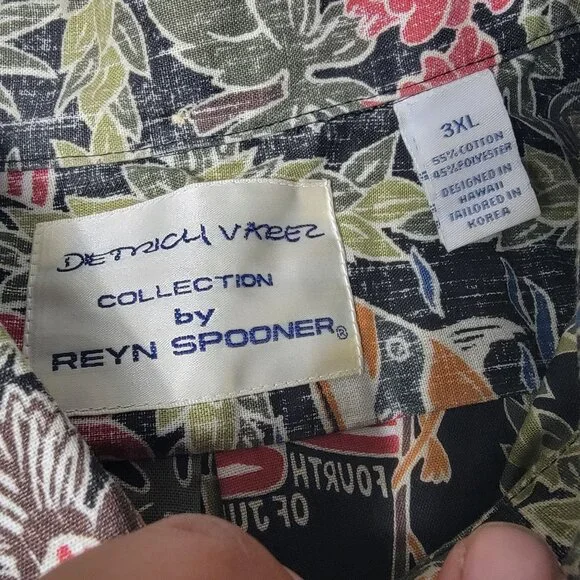 DIETRICH VAREZ
COLLECTION
by
REYN SPOONER®
3XL
55% COTTON
45% POLYESTER
DESIGNED IN
HAWAII
TAILORED IN
KOREA
FOURTH
OF JU